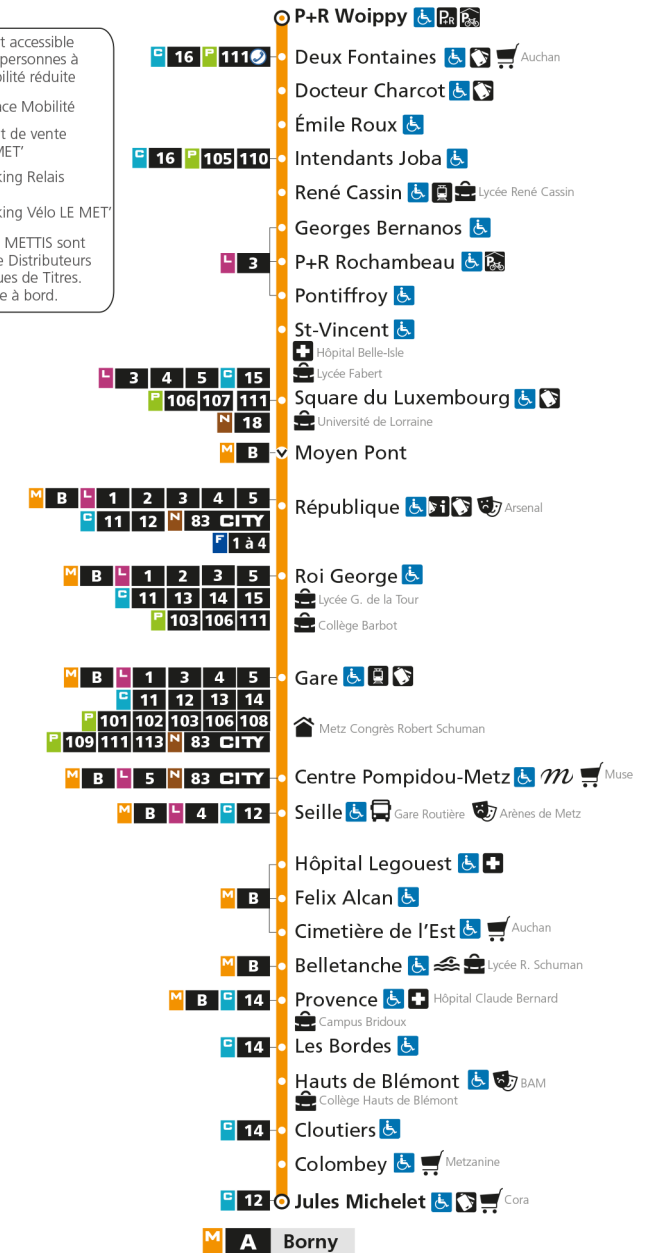 P+R Woippy P+R P
t accessible
personnes à
bilité réduite
ce Mobilité
t de vente
MET'
king Relais
king Vélo LE MET'
METTIS sont
e Distributeurs
ues de Titres.
e à bord.
C 16 P 111 Deux Fontaines Auchan
Docteur Charcot
Émile Roux
C 16 P 105 110 Intendants Joba
René Cassin Lycée René Cassin
Georges Bernanos
L 3 P+R Rochambeau P
Pontiffroy
St-Vincent
Hôpital Belle-Isle
Lycée Fabert
L 3 4 5 C 15
P 106 107 111 Square du Luxembourg
N 18 Université de Lorraine
M B Moyen Pont
M B L 1 2 3 4 5
République i Arsenal
C 11 12 N 83 CITY
F 1 à 4
M B L 1 2 3 5 Roi George
C 11 13 14 15 Lycée G. de la Tour
P 103 106 111 Collège Barbot
M B L 1 3 4 5 Gare
C 11 12 13 14
P 101 102 103 106 108
Metz Congrès Robert Schuman
P 109 111 113 N 83 CITY
M B L 5 N 83 CITY Centre Pompidou-Metz m Muse
M B L 4 C 12 Seille Gare Routière Arènes de Metz
Hôpital Legouest
M B Felix Alcan
Cimetière de l'Est Auchan
M B Belletanche Lycée R. Schuman
M B C 14 Provence Hôpital Claude Bernard
Campus Bridoux
C 14 Les Bordes
Hauts de Blémont BAM
Collège Hauts de Blémont
C 14 Cloutiers
Colombey Metzanine
C 12 Jules Michelet Cora
M A Borny